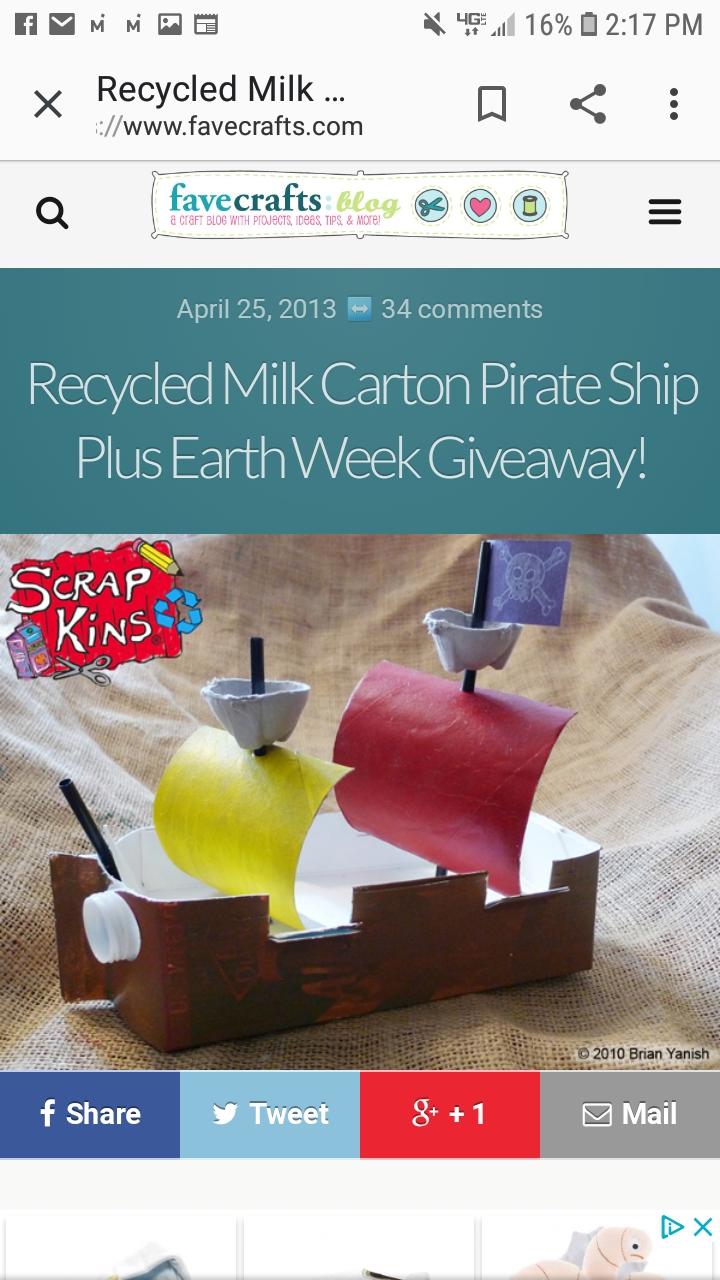 16% 2:17 PM
Recycled Milk ...
://www.favecrafts.com
favecrafts:blog
a craft blog with projects, ideas, tips, & more!
April 25, 2013 ↔ 34 comments
Recycled Milk Carton Pirate Ship
Plus Earth Week Giveaway!
SCRAP
KiNS
© 2010 Brian Yanish
f Share
Tweet
g+ + 1
Mail